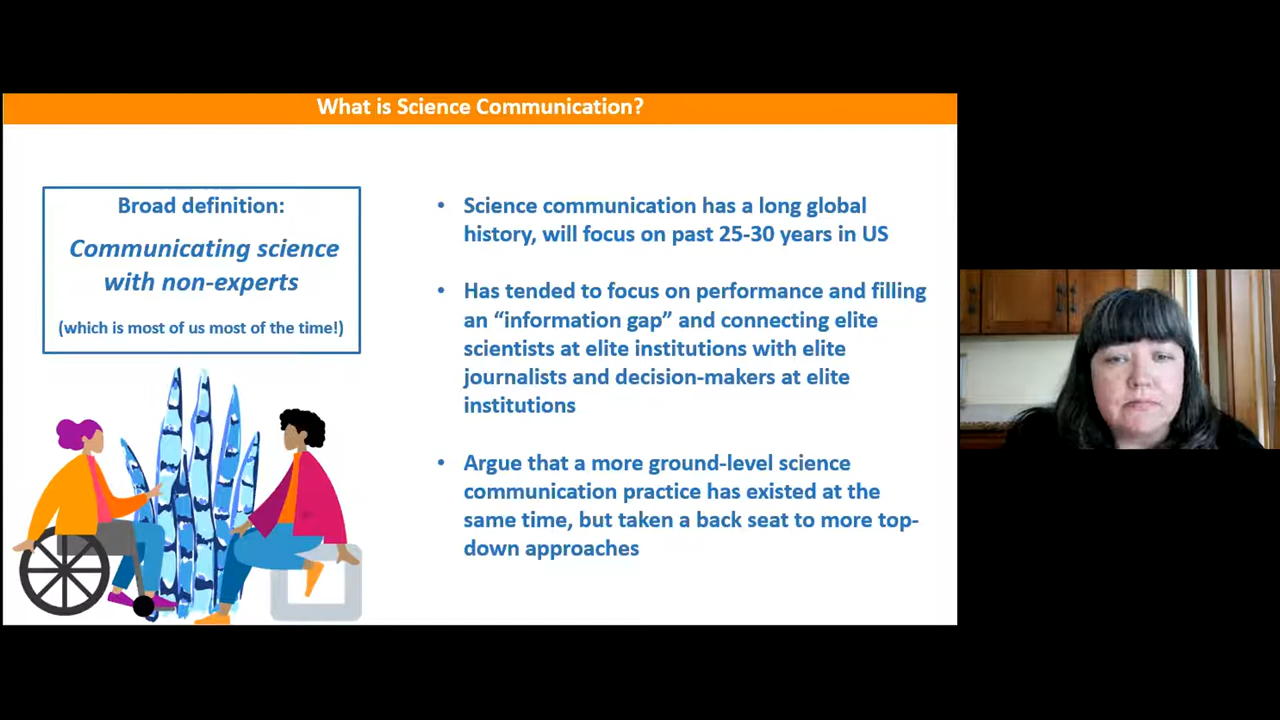 What is Science Communication?
Broad definition:
Communicating science
with non-experts
(which is most of us most of the time!)
• Science communication has a long global
history, will focus on past 25-30 years in US
• Has tended to focus on performance and filling
an “information gap” and connecting elite
scientists at elite institutions with elite
journalists and decision-makers at elite
institutions
• Argue that a more ground-level science
communication practice has existed at the
same time, but taken a back seat to more top-
down approaches